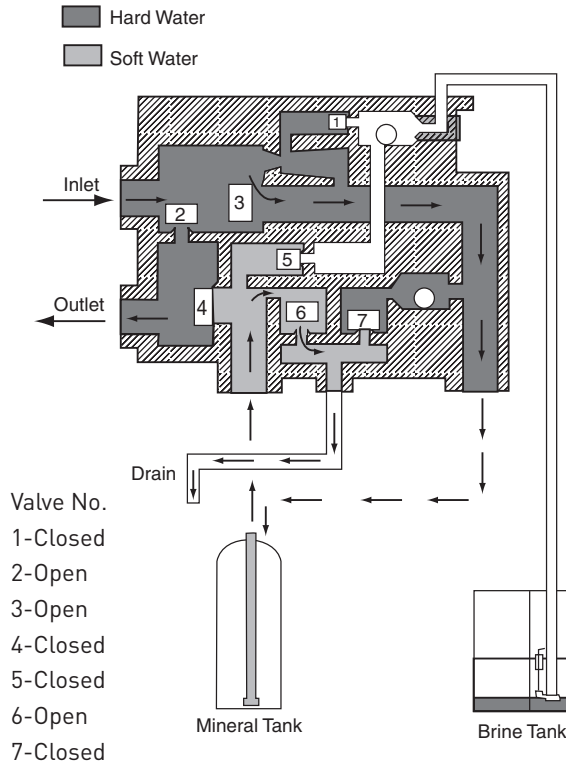 Hard Water
Soft Water
1
Inlet
2
3
5
Outlet
4
6
7
Drain
Valve No.
1-Closed
2-Open
3-Open
4-Closed
5-Closed
6-Open
7-Closed
Mineral Tank
Brine Tank